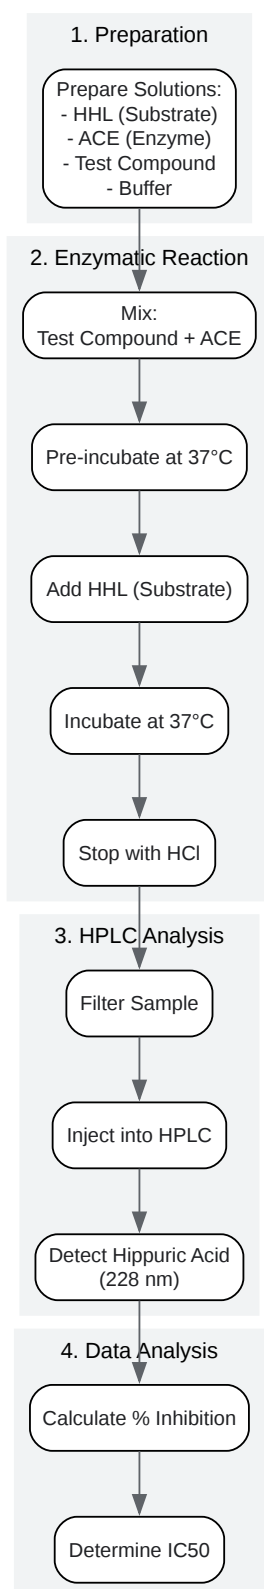 1. Preparation
Prepare Solutions:
- HHL (Substrate)
- ACE (Enzyme)
- Test Compound
- Buffer
2. Enzymatic Reaction
Mix:
Test Compound + ACE
Pre-incubate at 37°C
Add HHL (Substrate)
Incubate at 37°C
Stop with HCl
3. HPLC Analysis
Filter Sample
Inject into HPLC
Detect Hippuric Acid
(228 nm)
4. Data Analysis
Calculate % Inhibition
Determine IC50